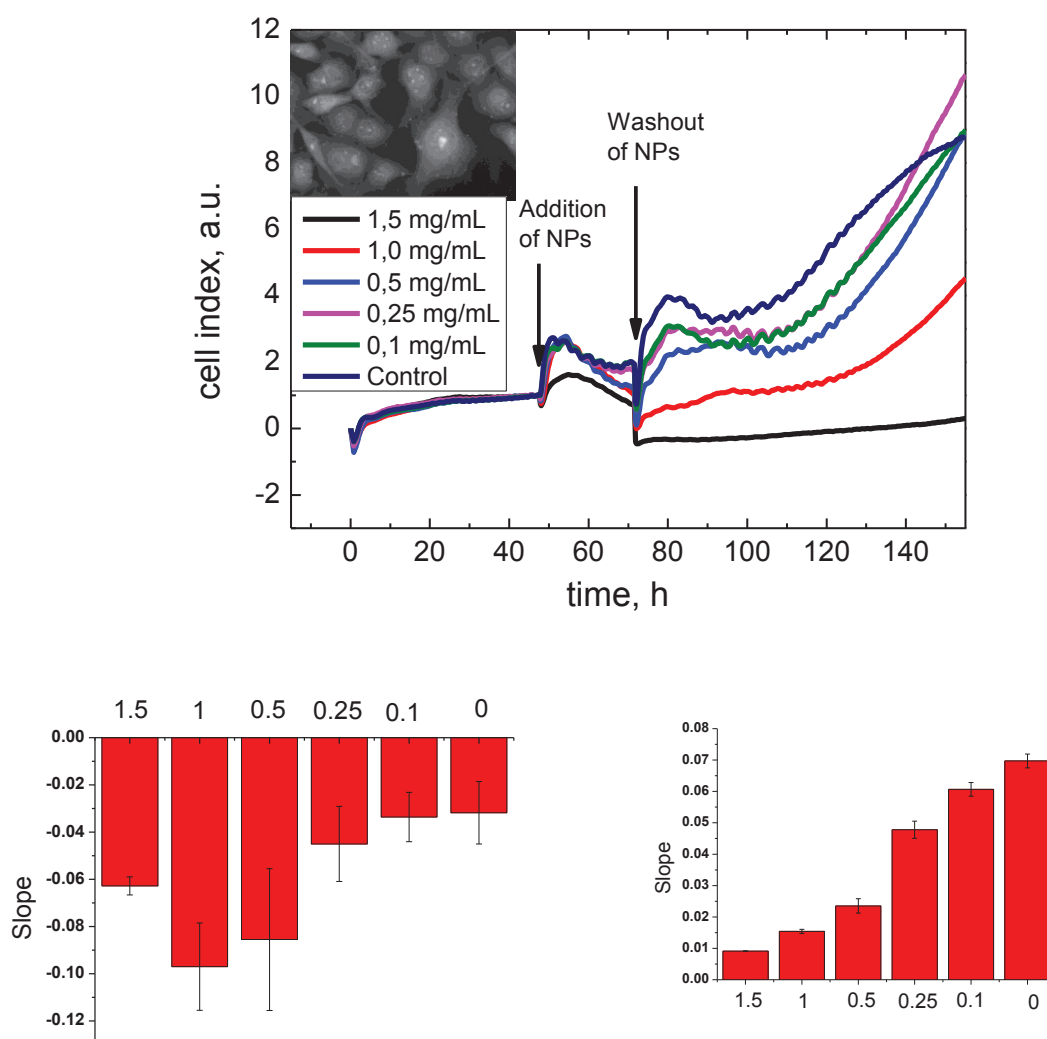 12
10
8
6
4
2
0
-2
cell index, a.u.
Addition
of NPs
Washout
of NPs
1,5 mg/mL
1,0 mg/mL
0,5 mg/mL
0,25 mg/mL
0,1 mg/mL
Control
0 20 40 60 80 100 120 140
time, h
1.5 1 0.5 0.25 0.1 0
0.00
-0.02
-0.04
-0.06
-0.08
-0.10
-0.12
Slope
0.08
0.07
0.06
0.05
0.04
0.03
0.02
0.01
0.00
Slope
1.5 1 0.5 0.25 0.1 0